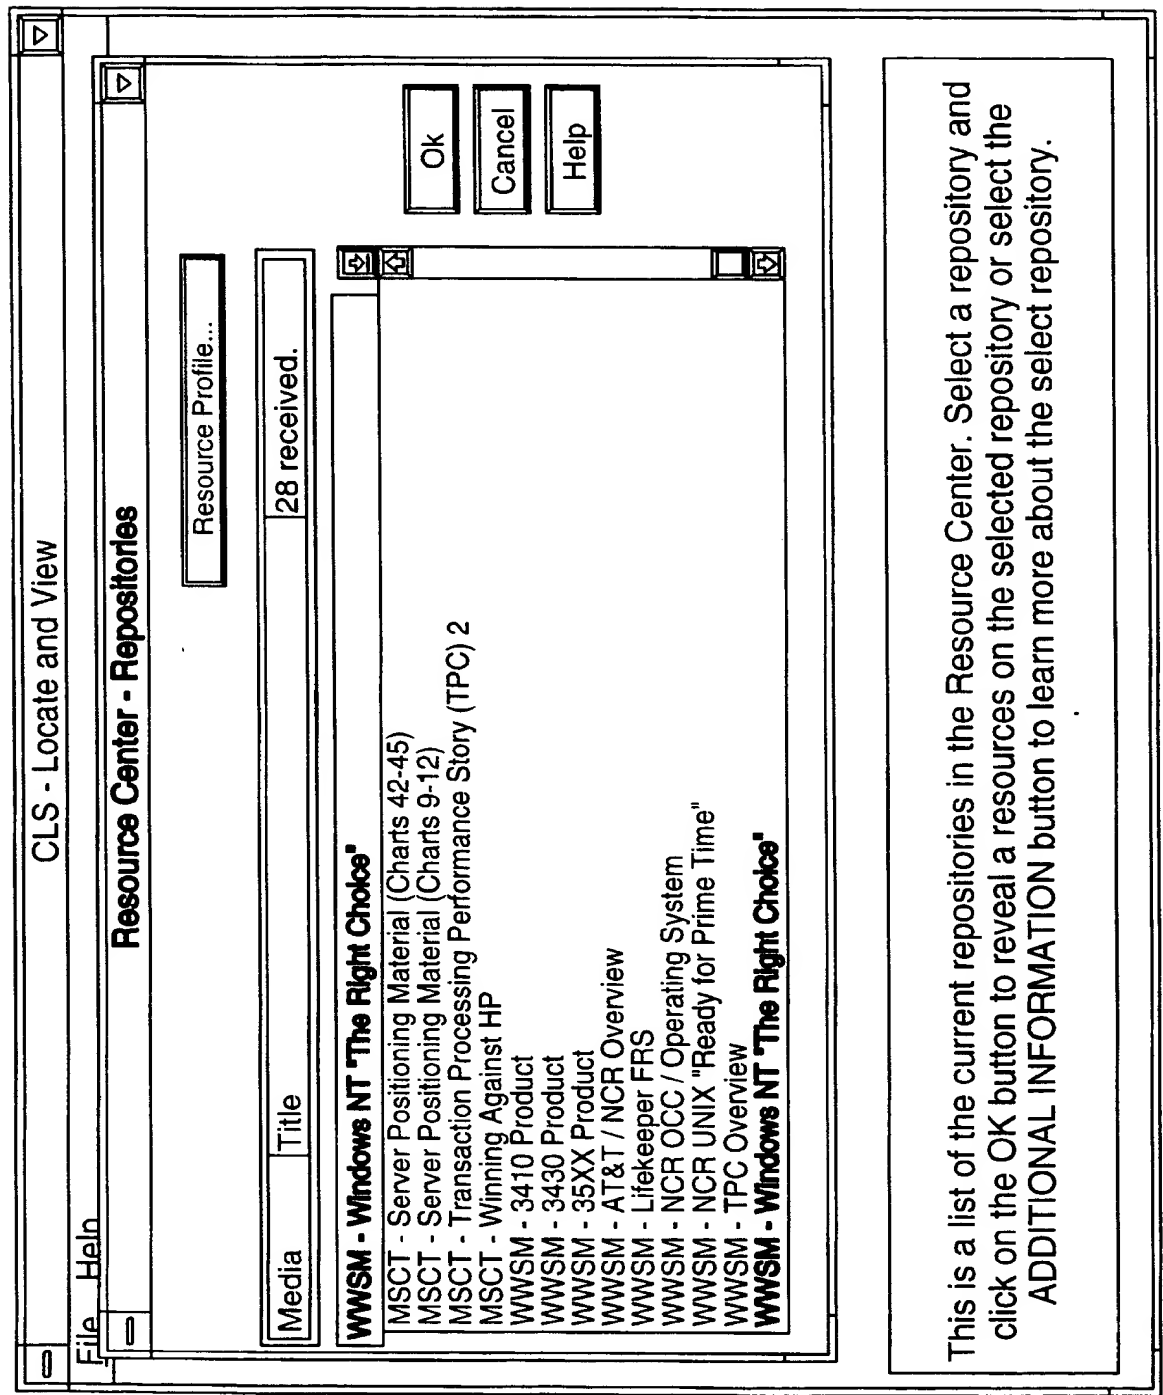 CLS - Locate and View
File Help
Resource Center - Repositories
Resource Profile...
Media Title 28 received.
WWSM - Windows NT "The Right Choice"
MSCT - Server Positioning Material (Charts 42-45)
MSCT - Server Positioning Material (Charts 9-12)
MSCT - Transaction Processing Performance Story (TPC) 2
MSCT - Winning Against HP
WWSM - 3410 Product
WWSM - 3430 Product
WWSM - 35XX Product
WWSM - AT&T / NCR Overview
WWSM - Lifekeeper FRS
WWSM - NCR OCC / Operating System
WWSM - NCR UNIX "Ready for Prime Time"
WWSM - TPC Overview
WWSM - Windows NT "The Right Choice"
Ok
Cancel
Help
This is a list of the current repositories in the Resource Center. Select a repository and
click on the OK button to reveal a resources on the selected repository or select the
ADDITIONAL INFORMATION button to learn more about the select repository.